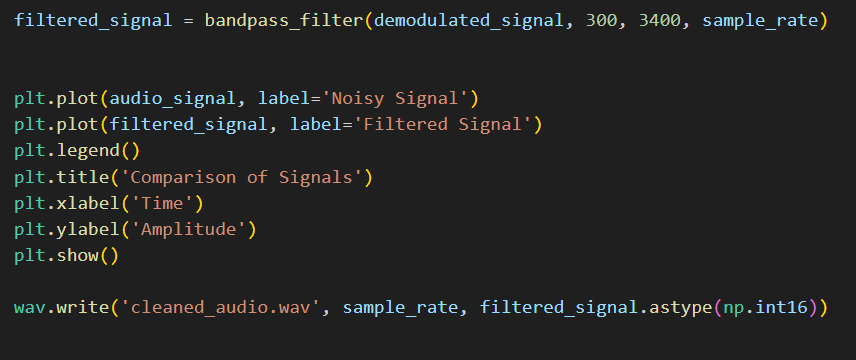 filtered_signal = bandpass_filter(demodulated_signal, 300, 3400, sample_rate)
plt.plot(audio_signal, label='Noisy Signal')
plt.plot(filtered_signal, label='Filtered Signal')
plt.legend()
plt.title('Comparison of Signals')
plt.xlabel('Time')
plt.ylabel('Amplitude')
plt.show()
wav.write('cleaned_audio.wav', sample_rate, filtered_signal.astype(np.int16))